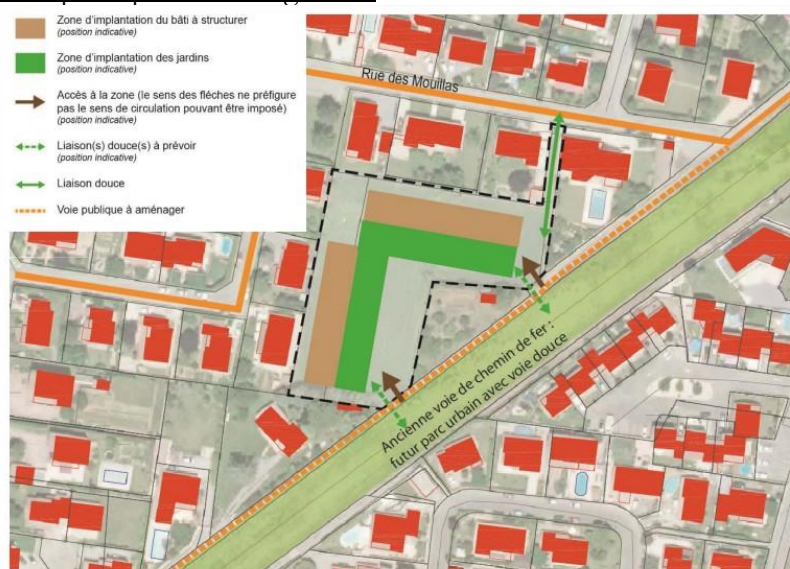 Zone d'implantation du bâti à structurer
(position indicative)
Zone d'implantation des jardins
(position indicative)
Accès à la zone (le sens des fléches ne préfigure
pas le sens de circulation pouvant être imposé)
(position indicative)
Liaison(s) douce(s) à prévoir
(position indicative)
Liaison douce
Voie publique à aménager
Rue des Mouillas
Ancienne voie de chemin de fer :
futur parc urbain avec voie douce